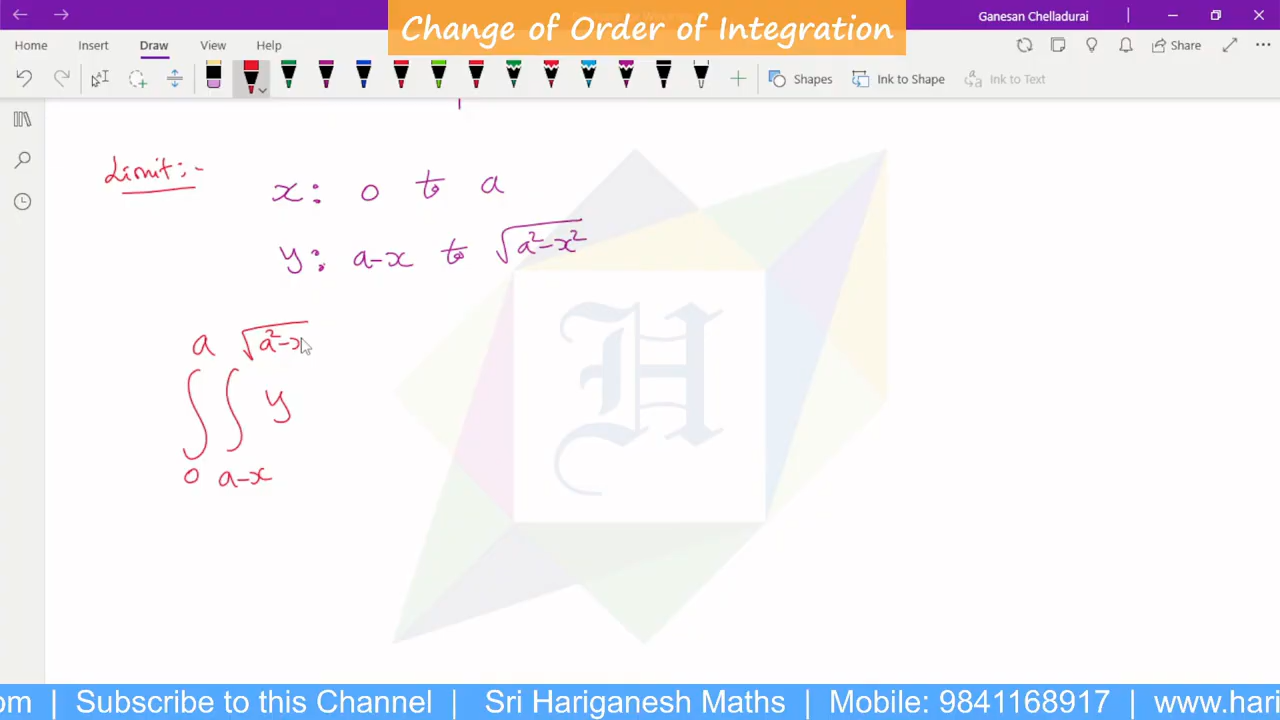 Change of Order of Integration
Ganesan Chelladurai
Home Insert Draw View Help
Share
Shapes Ink to Shape Ink to Text
Limit:-
x: 0 to a
y: a-x to √a²-x²
a √a²-x
∫ ∫ y
0 a-x
H
om | Subscribe to this Channel | Sri Hariganesh Maths | Mobile: 9841168917 | www.hari